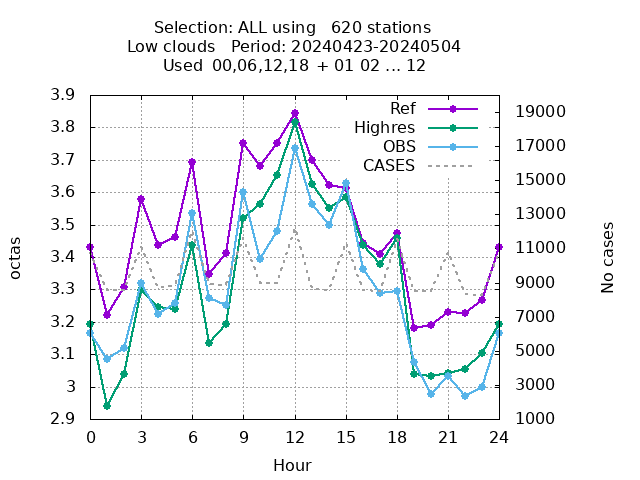 Selection: ALL using   620 stations
Low clouds   Period: 20240423-20240504
Used 00,06,12,18 + 01 02 ... 12
Ref
Highres
OBS
CASES
octas
3.9
3.8
3.7
3.6
3.5
3.4
3.3
3.2
3.1
3
2.9
19000
17000
15000
13000
11000
9000
7000
5000
3000
1000
No cases
0 3 6 9 12 15 18 21 24
Hour